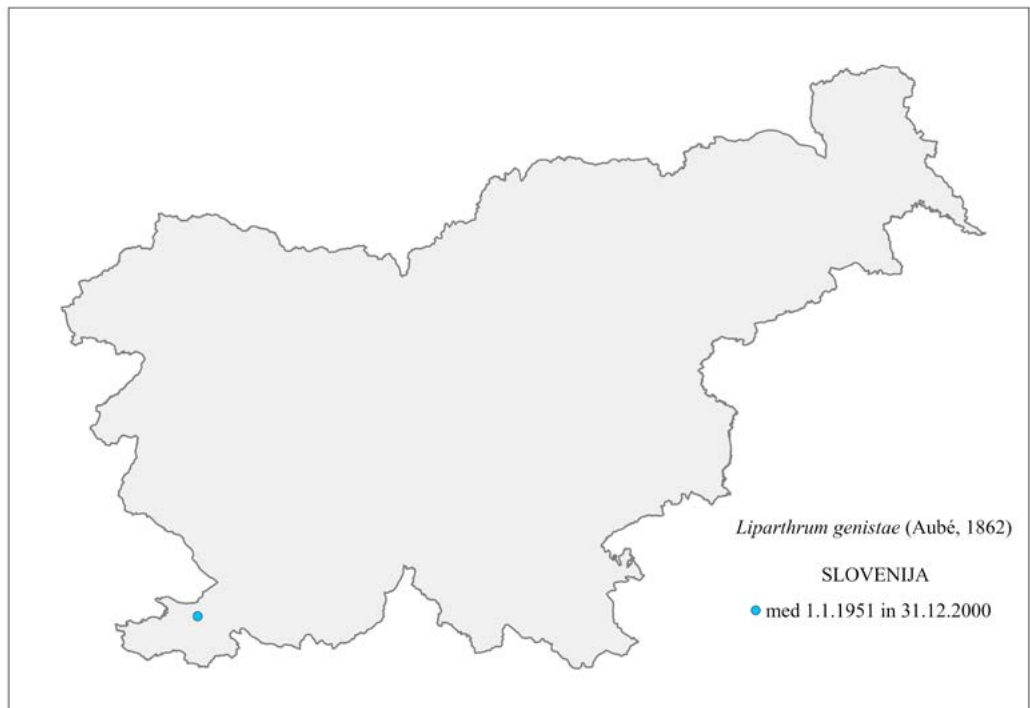 Liparthrum genistae (Aubé, 1862)
SLOVENIJA
med 1.1.1951 in 31.12.2000